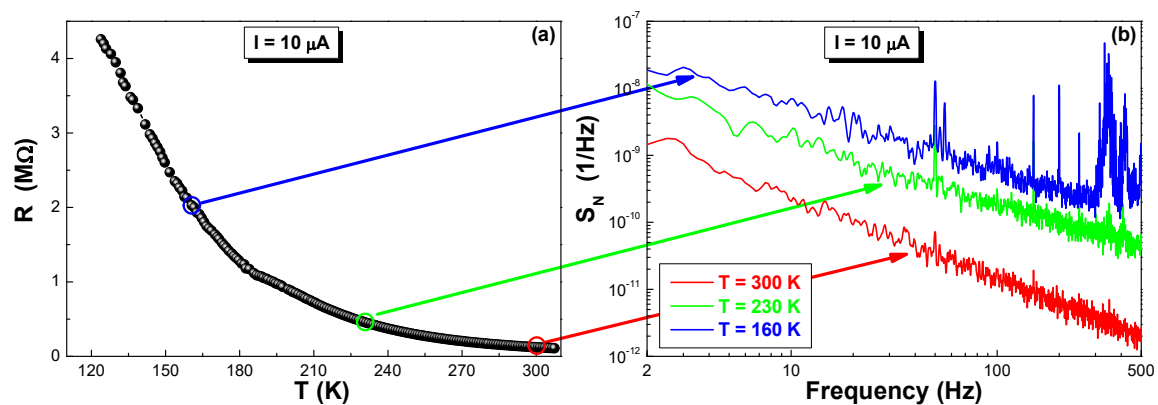 (a)
I = 10 μA
R (MΩ)
4
3
2
1
0
120 150 180 210 240 270 300
T (K)
(b)
I = 10 μA
S_N (1/Hz)
10⁻⁷
10⁻⁸
10⁻⁹
10⁻¹⁰
10⁻¹¹
10⁻¹²
T = 300 K
T = 230 K
T = 160 K
2 10 100 500
Frequency (Hz)